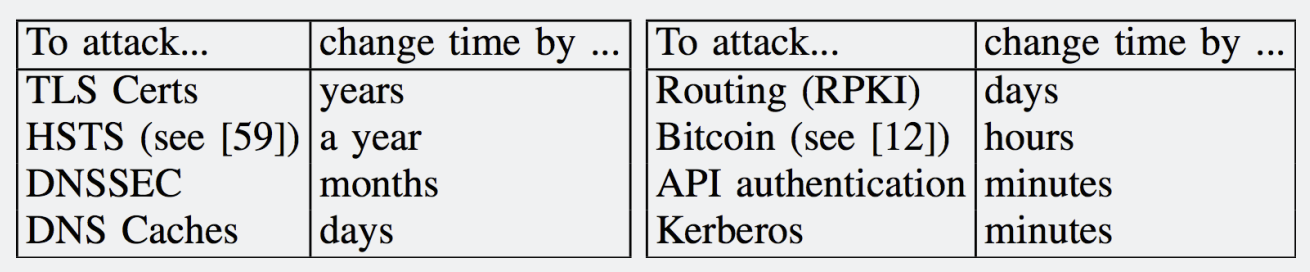 To attack... change time by ...
TLS Certs years
HSTS (see [59]) a year
DNSSEC months
DNS Caches days
To attack... change time by ...
Routing (RPKI) days
Bitcoin (see [12]) hours
API authentication minutes
Kerberos minutes